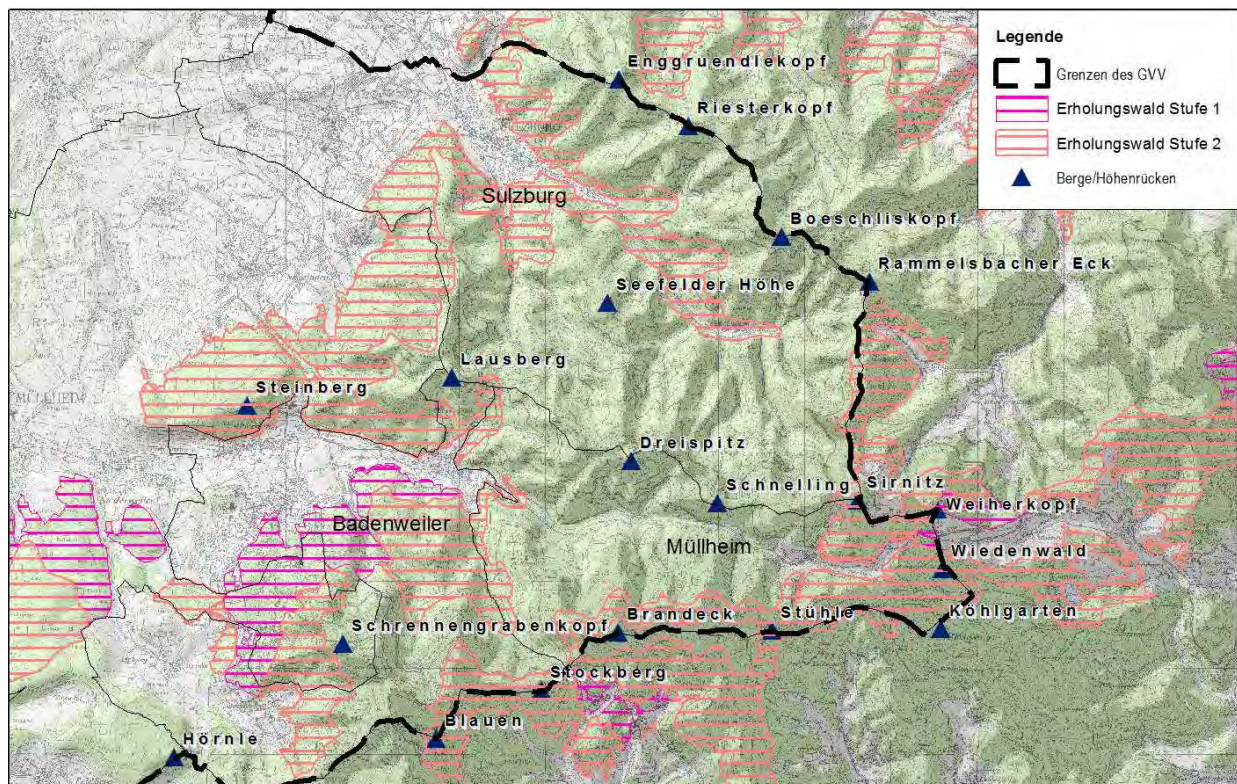 Legende
Grenzen des GVV
Erholungswald Stufe 1
Erholungswald Stufe 2
Berge/Höhenrücken
Enggruendlekopf
Riesterkopf
Sulzburg
Boeschliskopf
Rammelsbacher Eck
Seefelder Höhe
Lausberg
Steinberg
MÜLLHEIM
Dreispitz
Schnelling
Sirnitz
Weiherkopf
Badenweiler
Müllheim
Wiedenwald
Brandeck
Stühle
Köhlgarten
Schrennengrabenkopf
Stockberg
Blauen
Hörnle